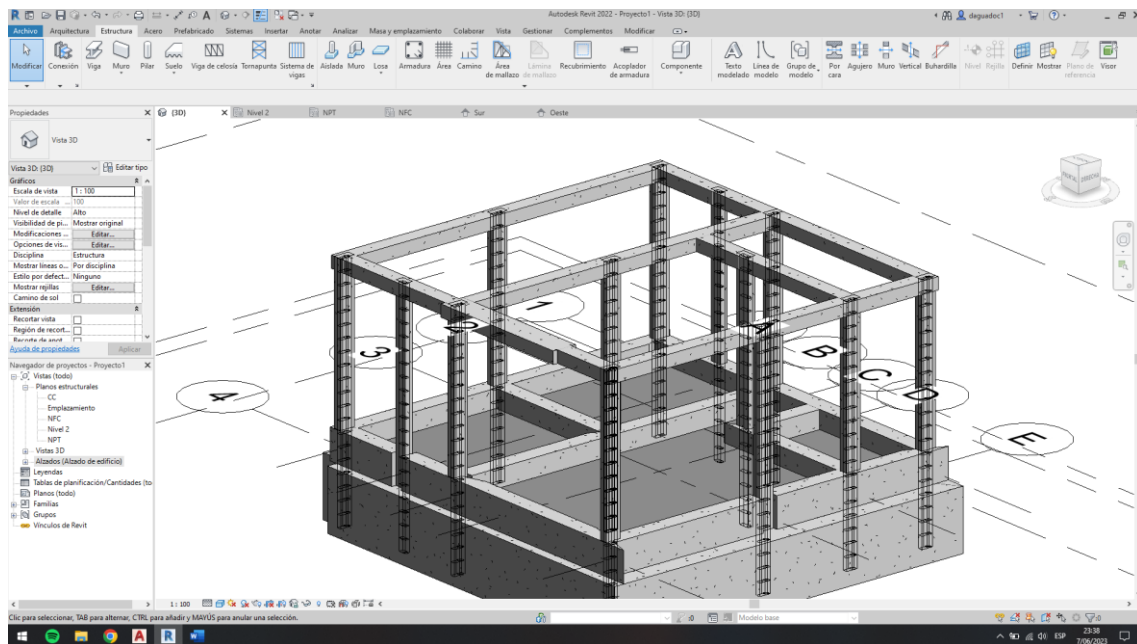 Autodesk Revit 2022 - Proyecto1 - Vista 3D: {3D}
daguadoc1
Archivo Arquitectura Estructura Acero Prefabricado Sistemas Insertar Anotar Analizar Masa y emplazamiento Colaborar Vista Gestionar Complementos Modificar
Modificar Conexión Viga Muro Pilar Suelo Viga de celosía Tornapunta Sistema de vigas Aislada Muro Losa Armadura Área Camino Área de mallazo Lámina de mallazo Recubrimiento Acoplador de armadura Componente Texto modelado Línea de modelo Grupo de modelo Por cara Agujero Muro Vertical Buhardilla Nivel Rejilla Definir Mostrar Plano de referencia Visor
Propiedades
{3D} Nivel 2 NPT NFC Sur Oeste
Vista 3D
Vista 3D: {3D} Editar tipo
Gráficos
Escala de vista 1 : 100
Valor de escala ... 100
Nivel de detalle Alto
Visibilidad de pi... Mostrar original
Modificaciones ... Editar...
Opciones de vis... Editar...
Disciplina Estructura
Mostrar líneas o... Por disciplina
Estilo por defect... Ninguno
Mostrar rejillas Editar...
Camino de sol
Extensión
Recortar vista
Región de recort...
Recorte de anot...
Ayuda de propiedades Aplicar
Navegador de proyectos - Proyecto1
Vistas (todo)
Planos estructurales
CC
Emplazamiento
NFC
Nivel 2
NPT
Vistas 3D
Alzados (Alzado de edificio)
Leyendas
Tablas de planificación/Cantidades (to
Planos (todo)
Familias
Grupos
Vínculos de Revit
1
2
3
4
A
B
C
D
E
1 : 100
Clic para seleccionar, TAB para alternar, CTRL para añadir y MAYÚS para anular una selección.
:0
Modelo base
:0
ESP
23:38
7/06/2023